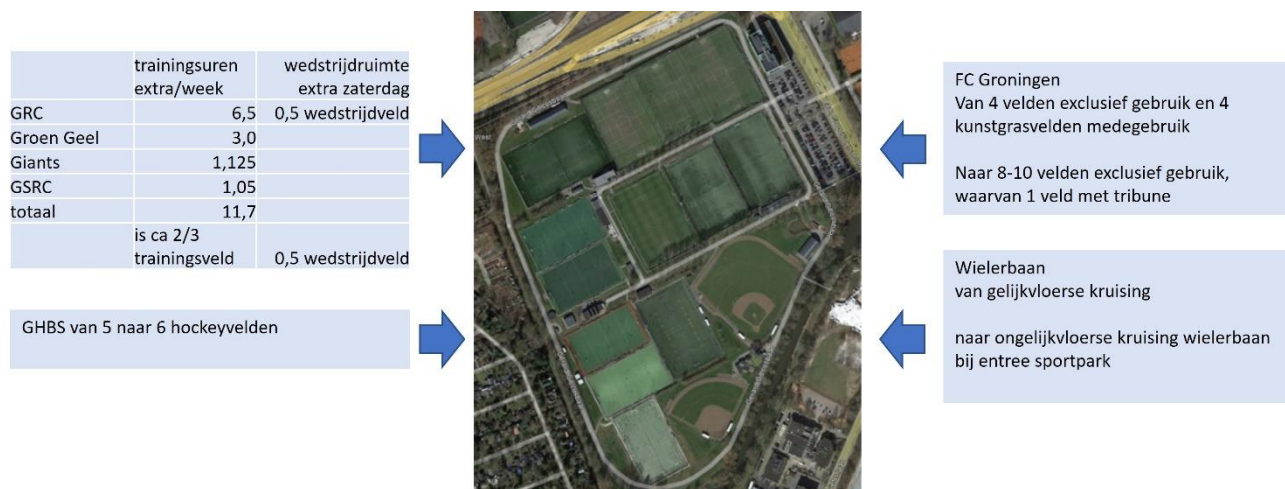 trainingsuren extra/week wedstrijdruimte extra zaterdag
GRC 6,5 0,5 wedstrijdveld
Groen Geel 3,0
Giants 1,125
GSRC 1,05
totaal 11,7
is ca 2/3 trainingsveld 0,5 wedstrijdveld
GHBS van 5 naar 6 hockeyvelden
FC Groningen
Van 4 velden exclusief gebruik en 4
kunstgrasvelden medegebruik
Naar 8-10 velden exclusief gebruik,
waarvan 1 veld met tribune
Wielerbaan
van gelijkvloerse kruising
naar ongelijkvloerse kruising wielerbaan
bij entree sportpark